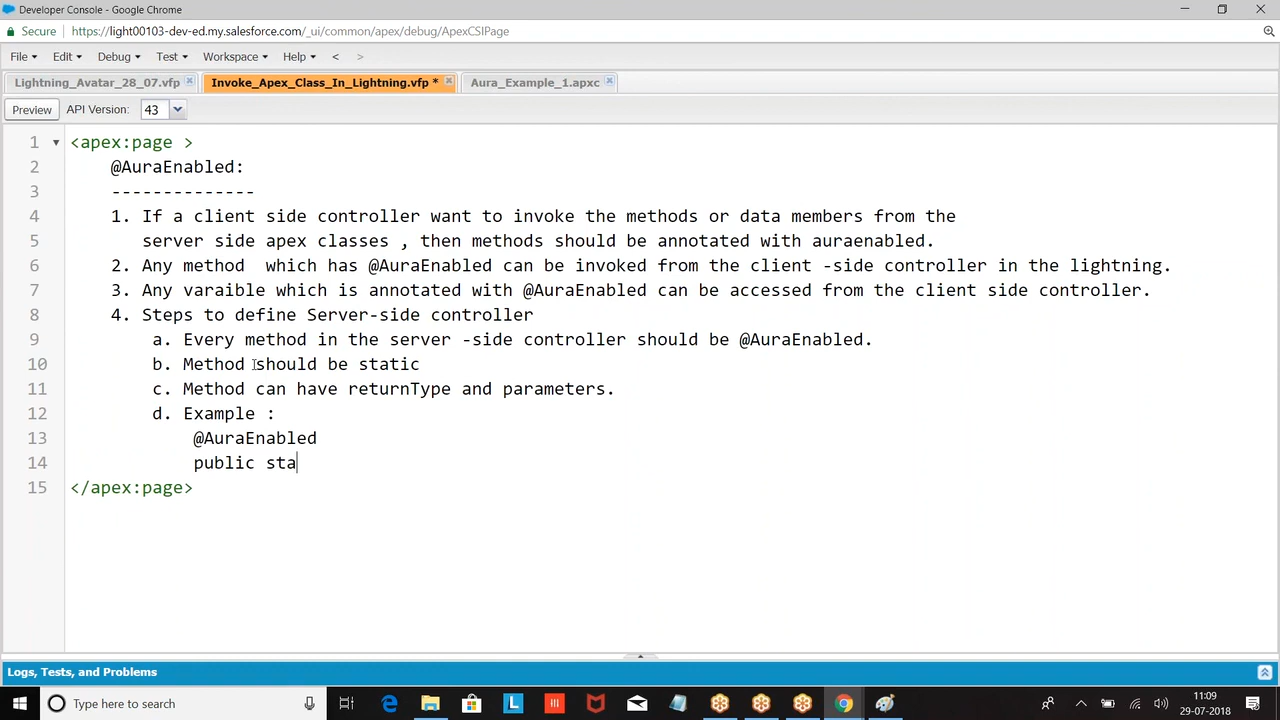 Developer Console - Google Chrome
Secure https://light00103-dev-ed.my.salesforce.com/_ui/common/apex/debug/ApexCSIPage
File Edit Debug Test Workspace Help < >
Lightning_Avatar_28_07.vfp Invoke_Apex_Class_In_Lightning.vfp * Aura_Example_1.apxc
Preview API Version: 43
1 <apex:page >
2 @AuraEnabled:
3 --------------
4 1. If a client side controller want to invoke the methods or data members from the
5 server side apex classes , then methods should be annotated with auraenabled.
6 2. Any method which has @AuraEnabled can be invoked from the client -side controller in the lightning.
7 3. Any varaible which is annotated with @AuraEnabled can be accessed from the client side controller.
8 4. Steps to define Server-side controller
9 a. Every method in the server -side controller should be @AuraEnabled.
10 b. Method should be static
11 c. Method can have returnType and parameters.
12 d. Example :
13 @AuraEnabled
14 public sta
15 </apex:page>
Logs, Tests, and Problems
Type here to search
11:09
29-07-2018